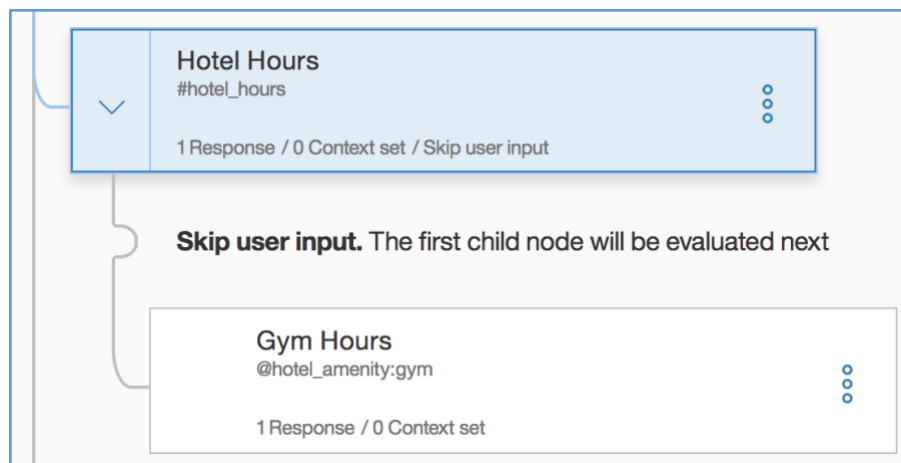 Hotel Hours
#hotel_hours
1 Response / 0 Context set / Skip user input
Skip user input. The first child node will be evaluated next
Gym Hours
@hotel_amenity:gym
1 Response / 0 Context set